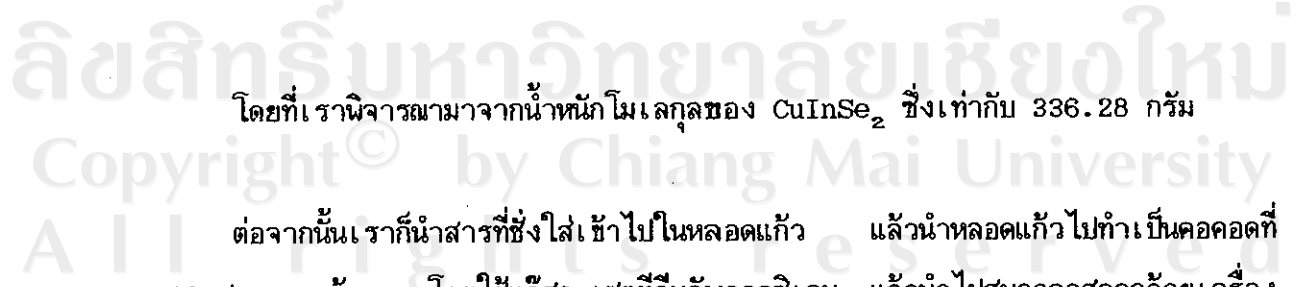 ลิขสิทธิ์มหาวิทยาลัยเชียงใหม่
โดยที่เราพิจารณามาจากน้ำหนักโมเลกุลของ CuInSe₂ ซึ่งเท่ากับ 336.28 กรัม
Copyright© by Chiang Mai University
ต่อจากนั้นเราก็นำสารที่ชั่งใส่เข้าไปในหลอดแก้ว แล้วนำหลอดแก้วไปทำเป็นคอคอดที่
All rights reserved